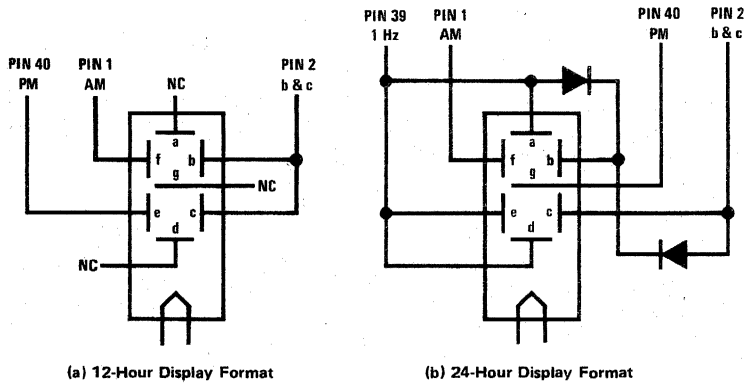 PIN 40
PM
PIN 1
AM
NC
PIN 2
b & c
a
f
b
g
NC
e
c
d
NC
(a) 12-Hour Display Format
PIN 39
1 Hz
PIN 1
AM
PIN 40
PM
PIN 2
b & c
a
f
b
g
e
c
d
(b) 24-Hour Display Format